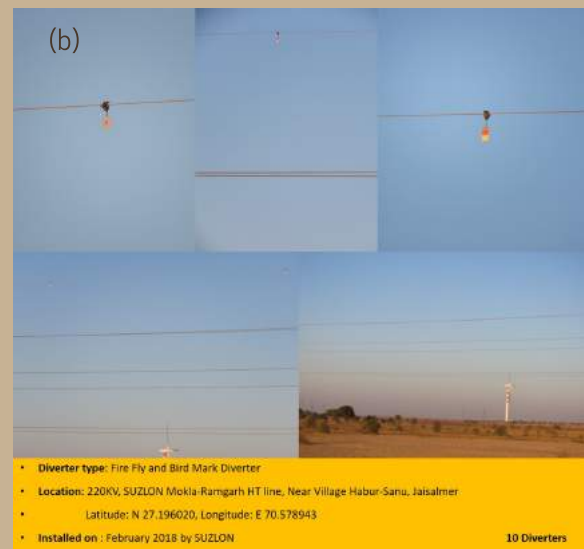 (b)
• Diverter type: Fire Fly and Bird Mark Diverter
• Location: 220KV, SUZLON Mokla-Ramgarh HT line, Near Village Habur-Sanu, Jaisalmer
• Latitude: N 27.196020, Longitude: E 70.578943
• Installed on : February 2018 by SUZLON 10 Diverters